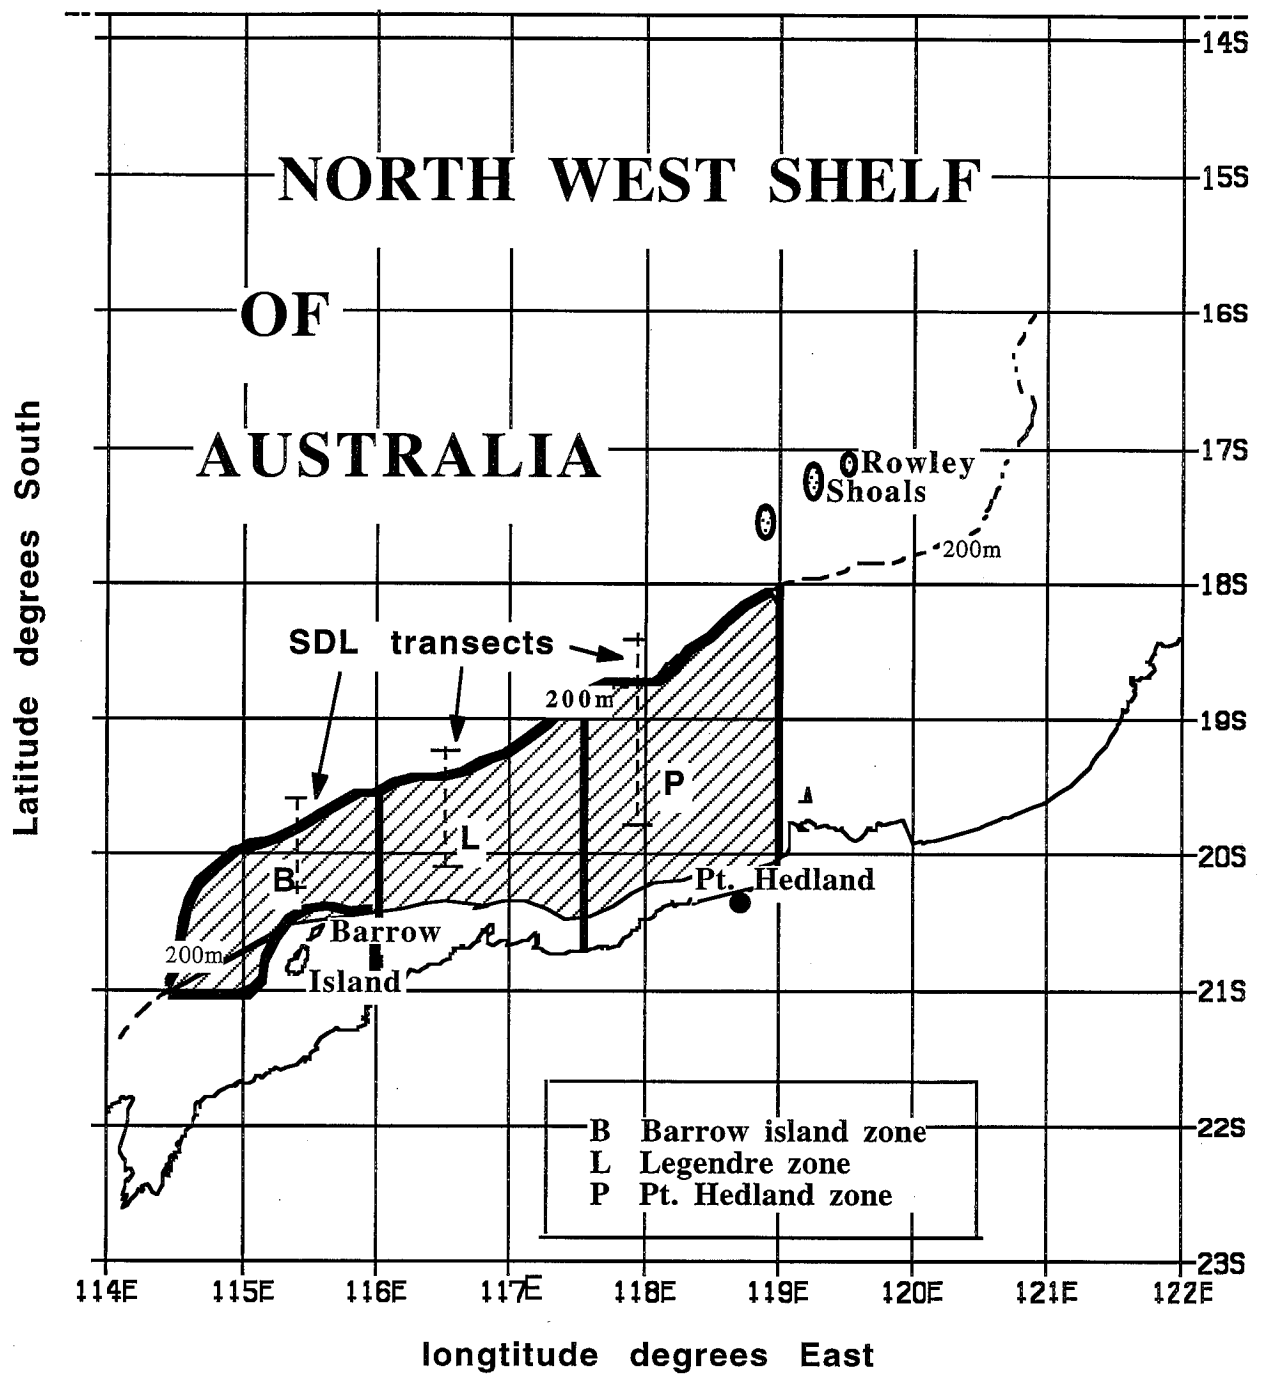 14S
NORTH WEST SHELF
15S
OF
16S
AUSTRALIA
17S
Rowley
Shoals
200m
18S
SDL transects
200m
19S
P
L
20S
B
Pt. Hedland
Barrow
200m
Island
21S
B Barrow island zone
22S
L Legendre zone
P Pt. Hedland zone
23S
114E 115E 116E 117E 118E 119E 120E 121E 122E
longtitude degrees East
Latitude degrees South